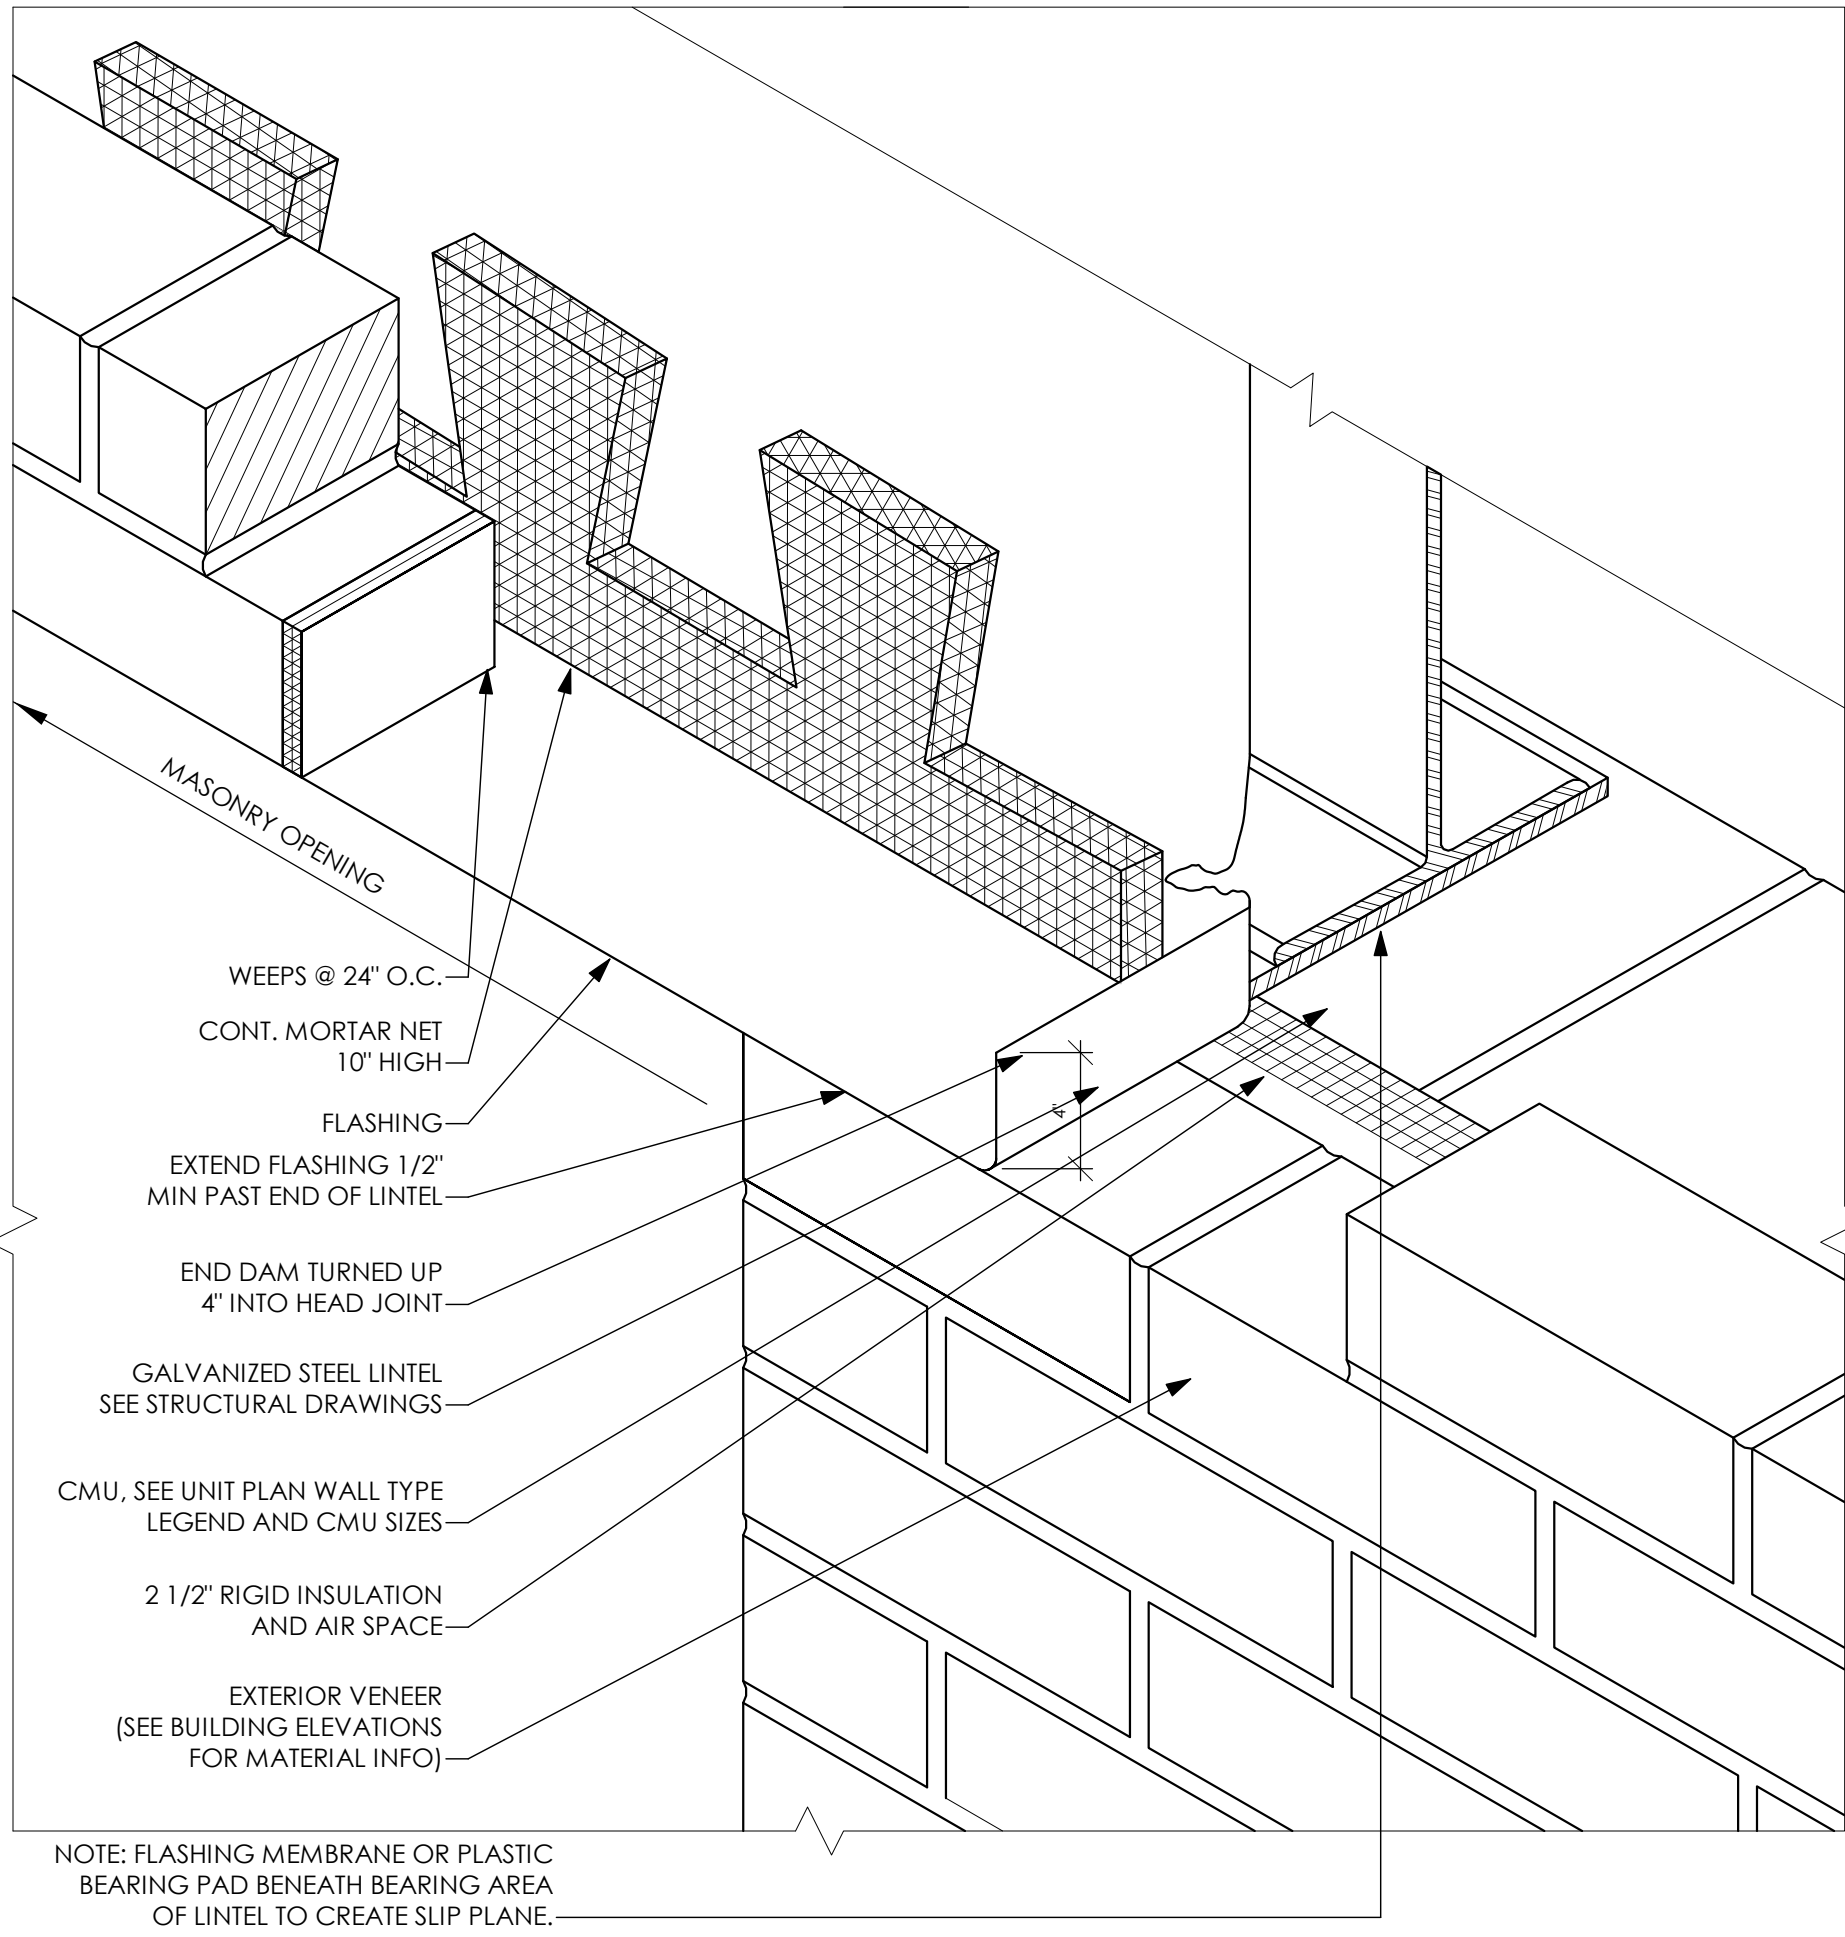 MASONRY OPENING
WEEPS @ 24" O.C.
CONT. MORTAR NET
10" HIGH
FLASHING
EXTEND FLASHING 1/2"
MIN PAST END OF LINTEL
4"
END DAM TURNED UP
4" INTO HEAD JOINT
GALVANIZED STEEL LINTEL
SEE STRUCTURAL DRAWINGS
CMU, SEE UNIT PLAN WALL TYPE
LEGEND AND CMU SIZES
2 1/2" RIGID INSULATION
AND AIR SPACE
EXTERIOR VENEER
(SEE BUILDING ELEVATIONS
FOR MATERIAL INFO)
NOTE: FLASHING MEMBRANE OR PLASTIC
BEARING PAD BENEATH BEARING AREA
OF LINTEL TO CREATE SLIP PLANE.